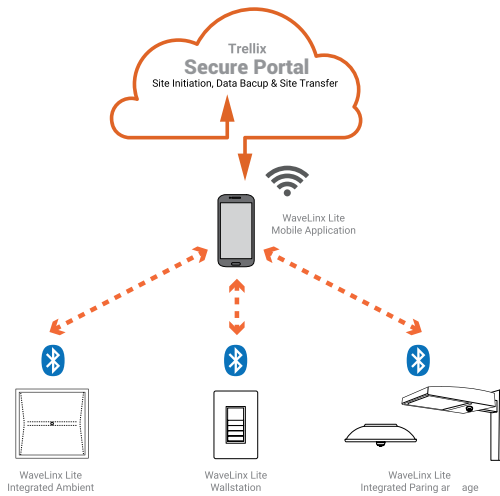 Trellix
Secure Portal
Site Initiation, Data Bacup & Site Transfer
WaveLinx Lite
Mobile Application
WaveLinx Lite
Integrated Ambient
WaveLinx Lite
Wallstation
WaveLinx Lite
Integrated Paring ar age